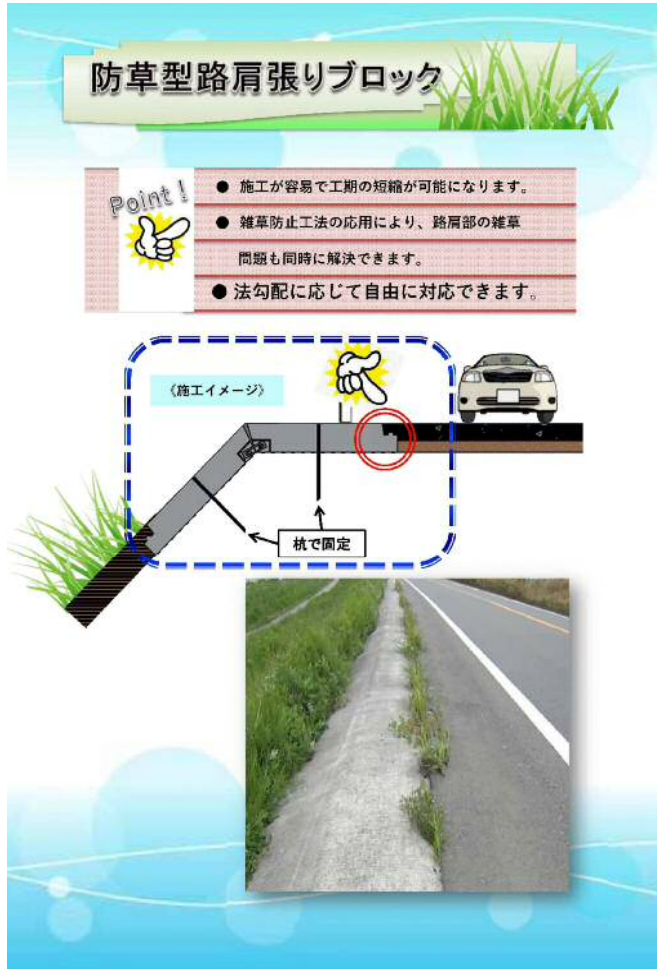 防草型路肩張りブロック
Point!
● 施工が容易で工期の短縮が可能になります。
● 雑草防止工法の応用により、路肩部の雑草
問題も同時に解決できます。
● 法勾配に応じて自由に対応できます。
《施工イメージ》
杭で固定